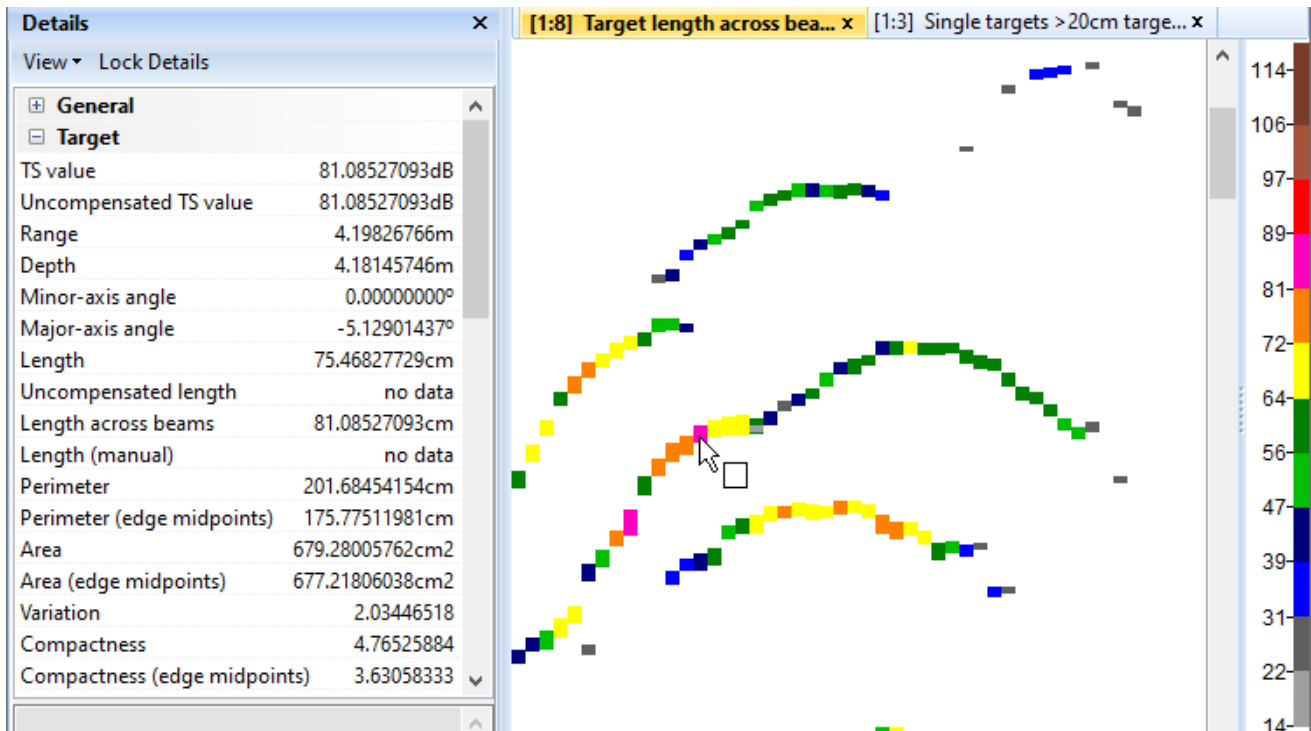 Details ×
View ▾ Lock Details
General
Target
TS value 81.08527093dB
Uncompensated TS value 81.08527093dB
Range 4.19826766m
Depth 4.18145746m
Minor-axis angle 0.00000000º
Major-axis angle -5.12901437º
Length 75.46827729cm
Uncompensated length no data
Length across beams 81.08527093cm
Length (manual) no data
Perimeter 201.68454154cm
Perimeter (edge midpoints) 175.77511981cm
Area 679.28005762cm2
Area (edge midpoints) 677.21806038cm2
Variation 2.03446518
Compactness 4.76525884
Compactness (edge midpoints) 3.63058333
[1:8] Target length across bea... x
[1:3] Single targets >20cm targe... x
114
106
97
89
81
72
64
56
47
39
31
22
14